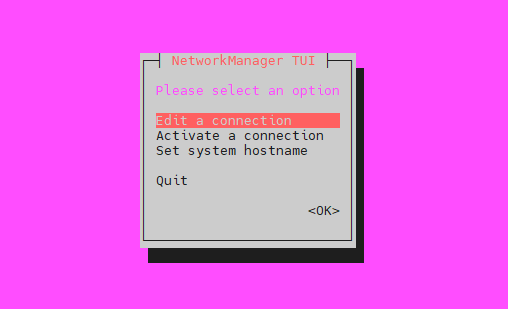 NetworkManager TUI
Please select an option
Edit a connection
Activate a connection
Set system hostname
Quit
<OK>